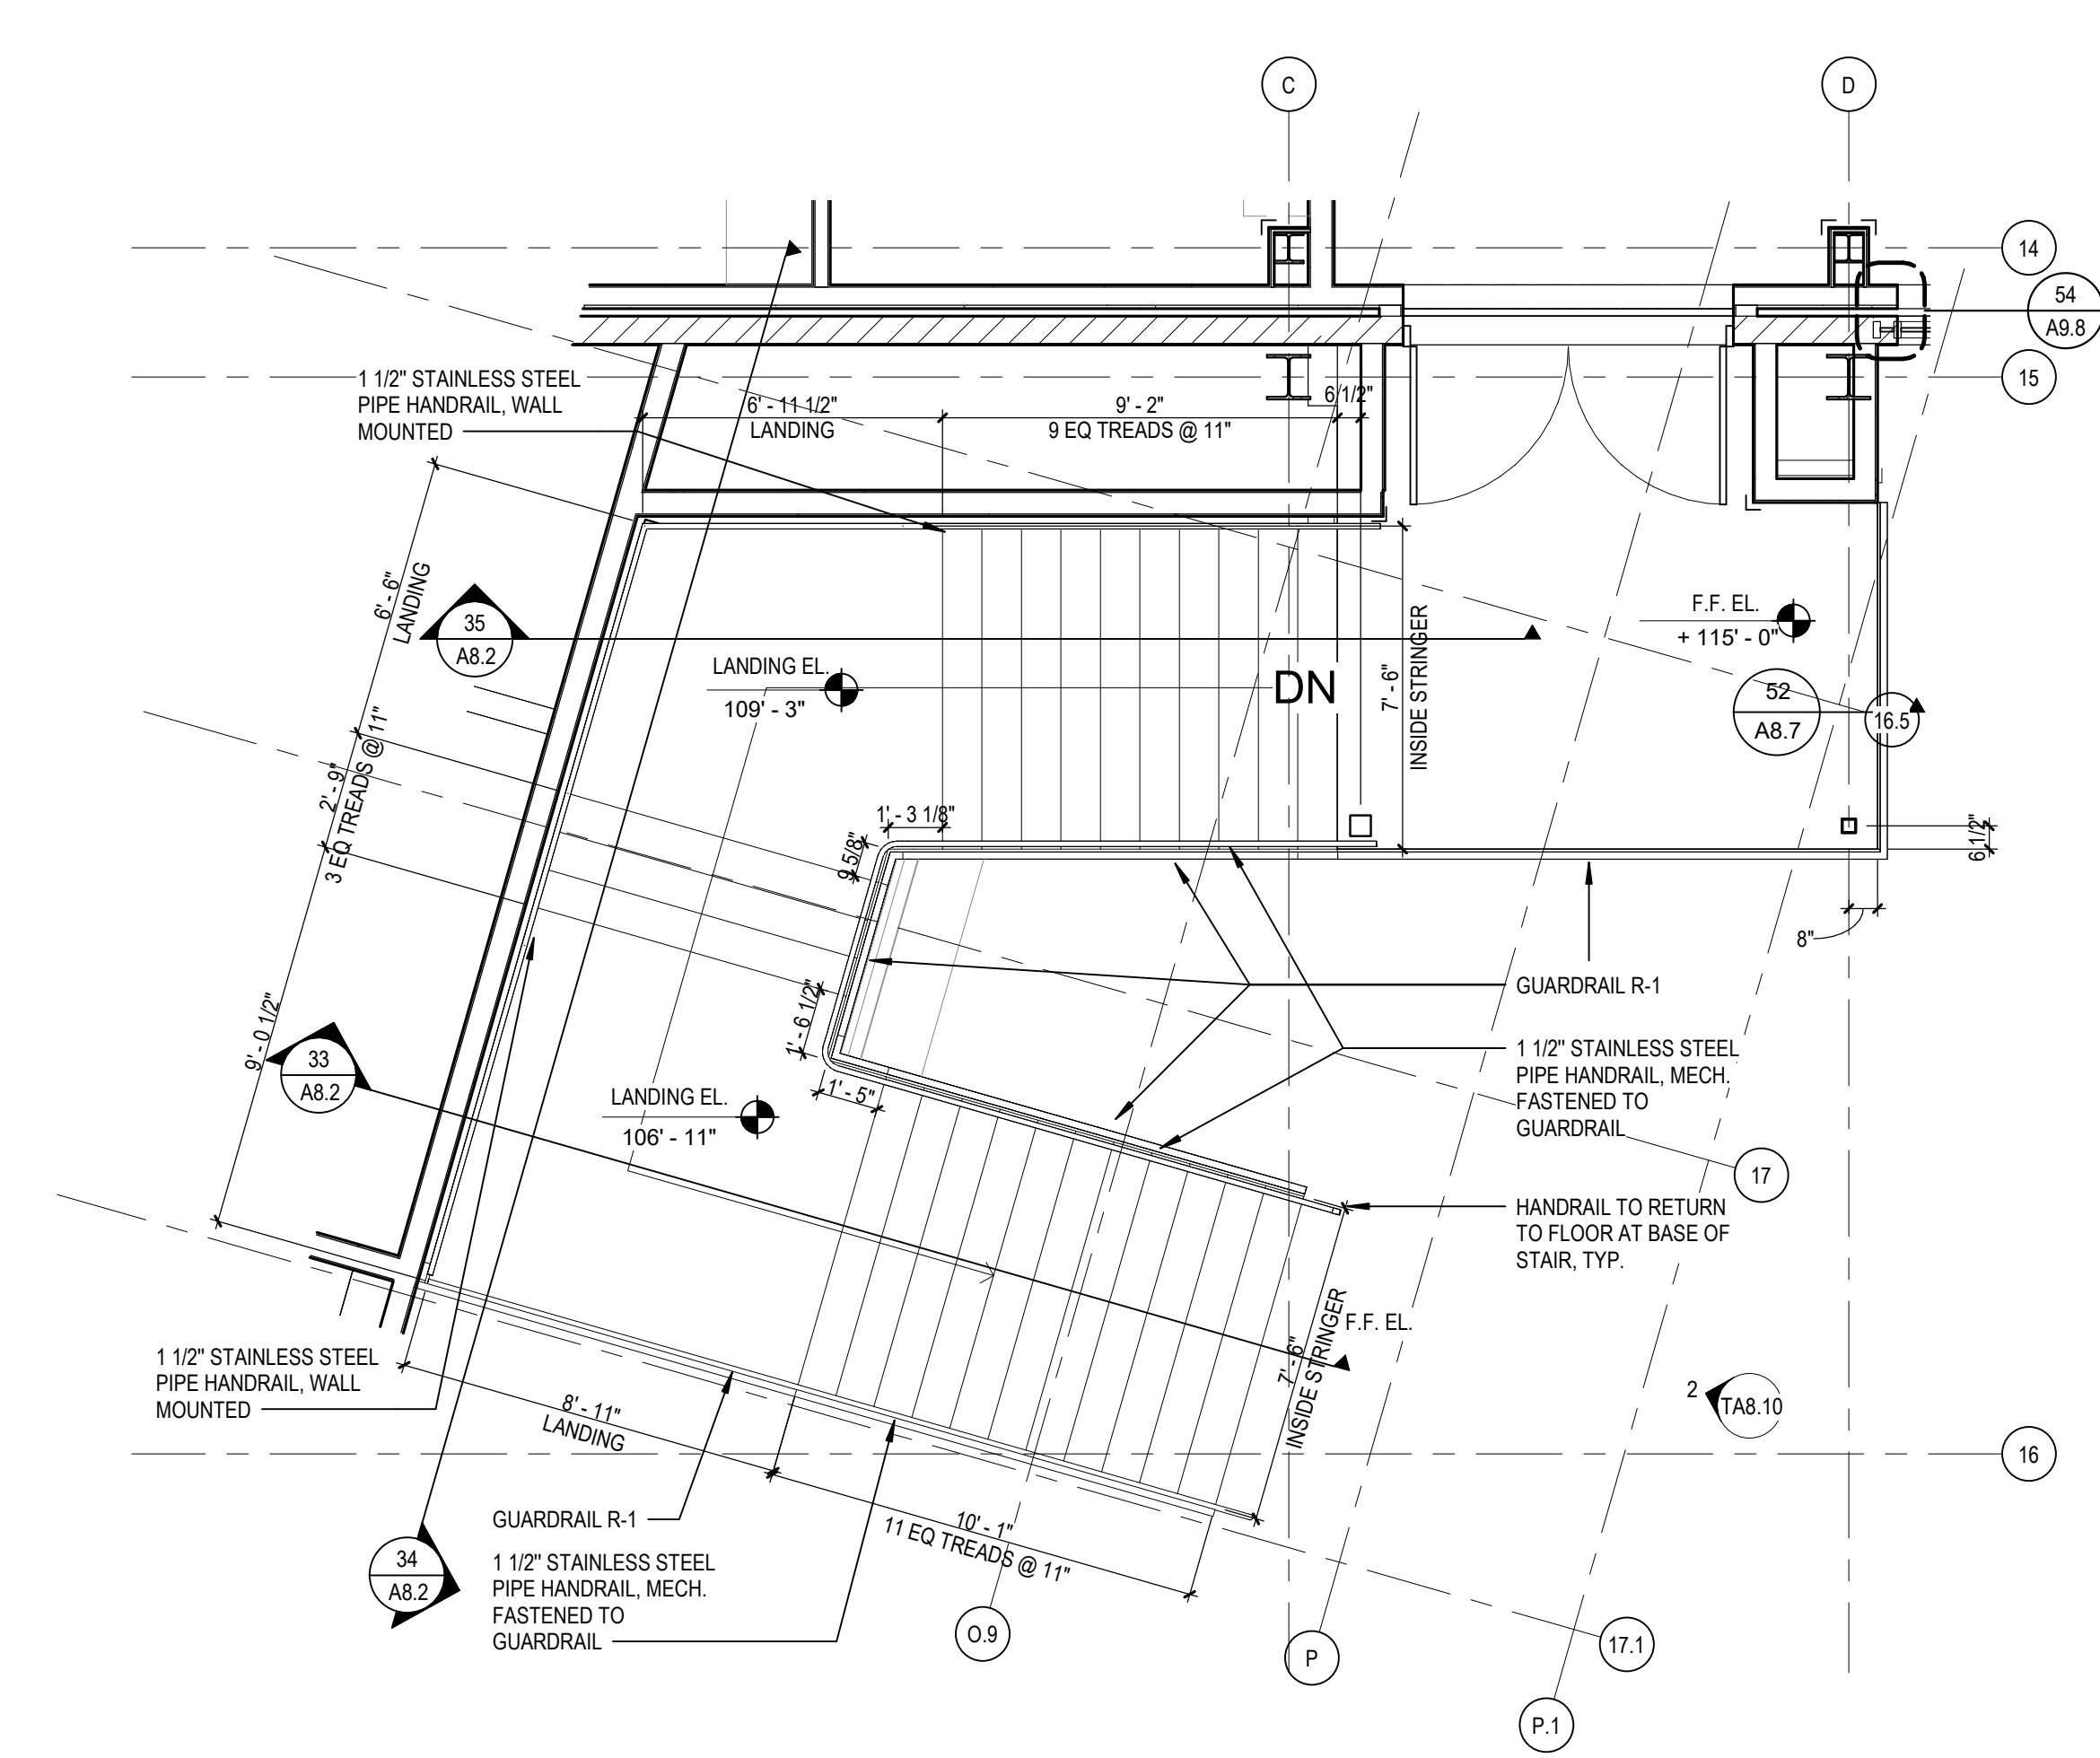 C
D
14
54
A9.8
15
1 1/2" STAINLESS STEEL
PIPE HANDRAIL, WALL
MOUNTED
6' - 11 1/2"
LANDING
9' - 2"
9 EQ TREADS @ 11"
6 1/2"
6' - 6"
LANDING
35
A8.2
LANDING EL.
109' - 3"
DN
7' - 6"
INSIDE STRINGER
F.F. EL.
+ 115' - 0"
52
A8.7
16.5
2' - 9"
3 EQ TREADS @ 11"
1' - 3 1/8"
9 5/8"
6 1/2"
8"
GUARDRAIL R-1
9' - 0 1/2"
1' - 6 1/2"
33
A8.2
1' - 5"
LANDING EL.
106' - 11"
1 1/2" STAINLESS STEEL
PIPE HANDRAIL, MECH.
FASTENED TO
GUARDRAIL
17
HANDRAIL TO RETURN
TO FLOOR AT BASE OF
STAIR, TYP.
F.F. EL.
7' - 6"
INSIDE STRINGER
1 1/2" STAINLESS STEEL
PIPE HANDRAIL, WALL
MOUNTED
8' - 11"
LANDING
2
TA8.10
16
GUARDRAIL R-1
10' - 1"
11 EQ TREADS @ 11"
34
A8.2
1 1/2" STAINLESS STEEL
PIPE HANDRAIL, MECH.
FASTENED TO
GUARDRAIL
O.9
P
17.1
P.1